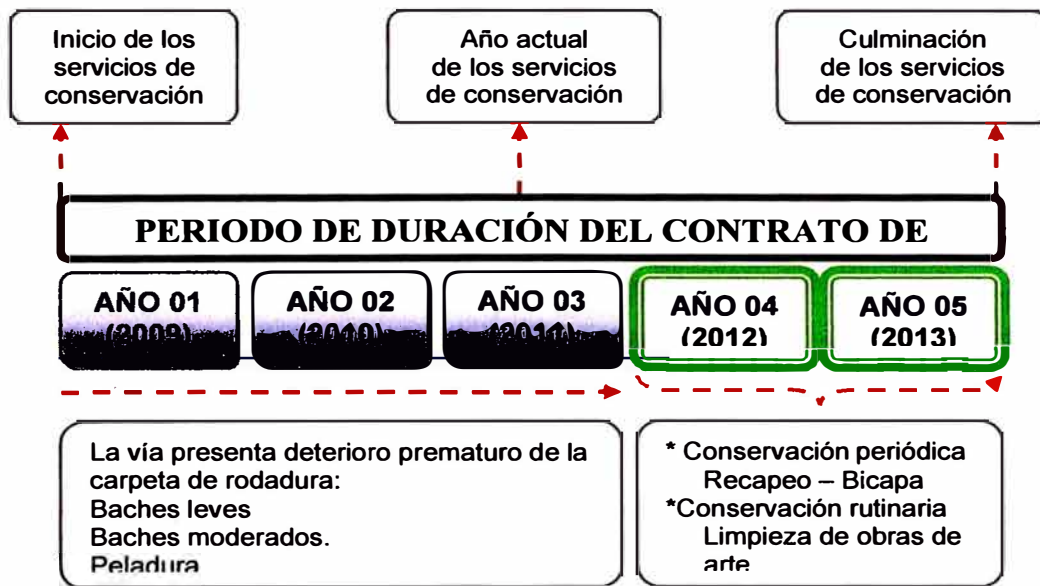 Inicio de los
servicios de
conservación
Año actual
de los servicios
de conservación
Culminación
de los servicios
de conservación
PERIODO DE DURACIÓN DEL CONTRATO DE
AÑO 01
(2009)
AÑO 02
(2010)
AÑO 03
(2011)
AÑO 04
(2012)
AÑO 05
(2013)
La vía presenta deterioro prematuro de la
carpeta de rodadura:
Baches leves
Baches moderados.
Peladura
* Conservación periódica
Recapeo – Bicapa
*Conservación rutinaria
Limpieza de obras de
arte